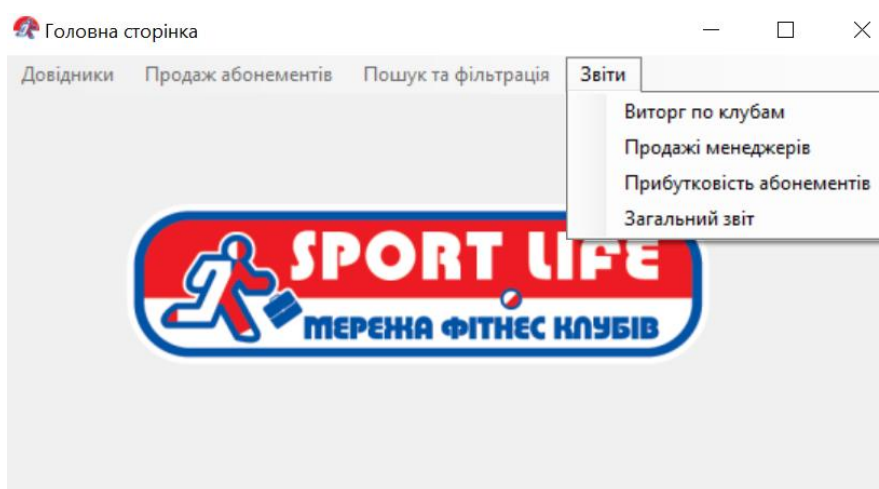 Головна сторінка
Довідники Продаж абонементів Пошук та фільтрація Звіти
Виторг по клубам
Продажі менеджерів
Прибутковість абонементів
Загальний звіт
SPORT LIFE
МЕРЕЖА ФІТНЕС КЛУБІВ